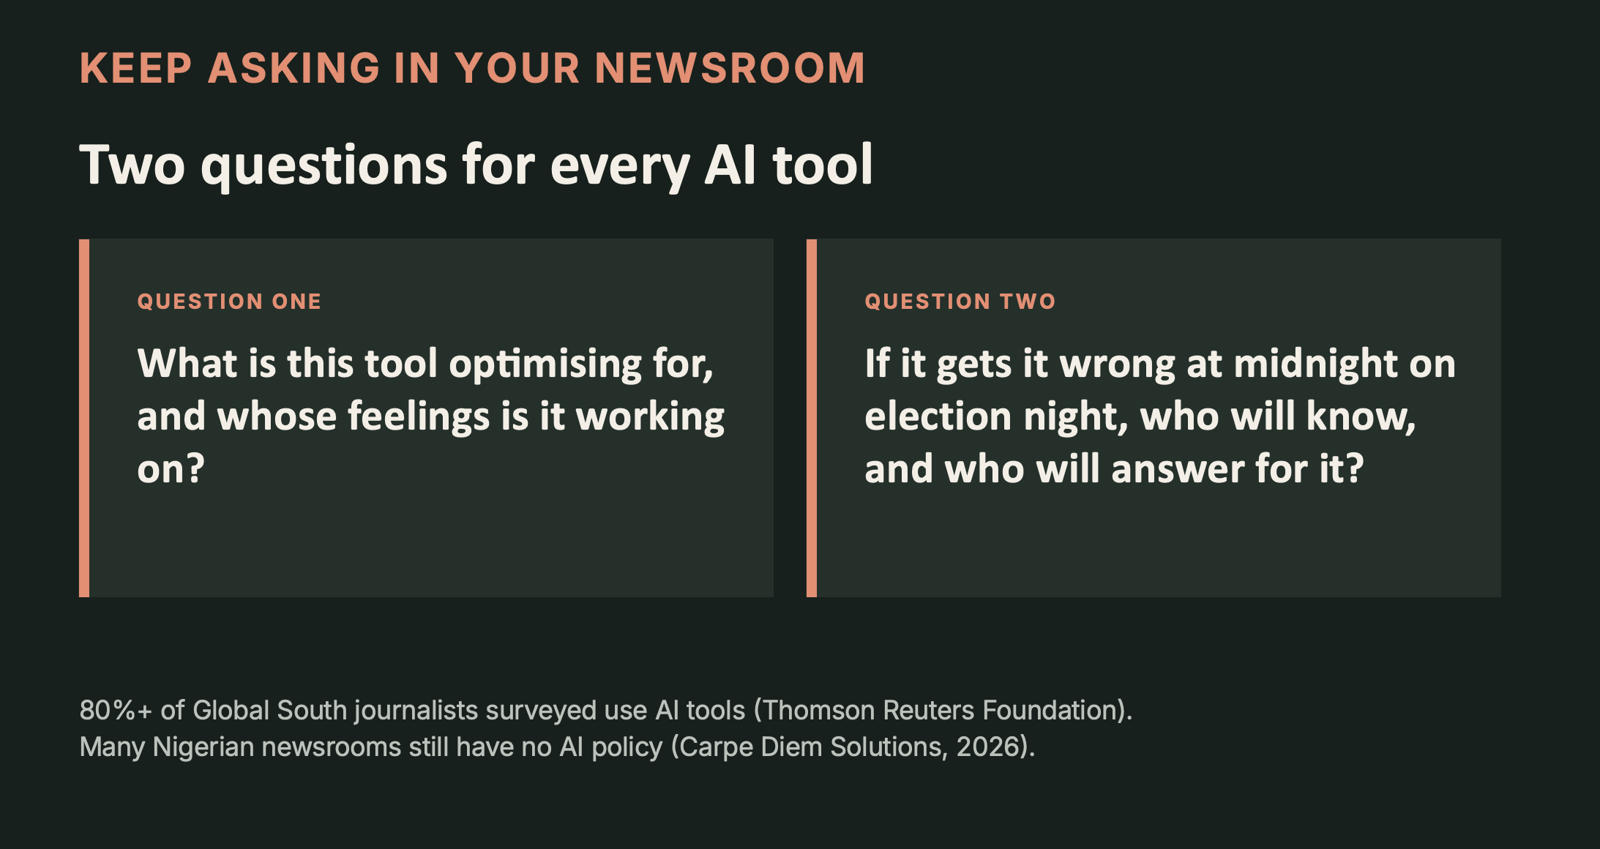 KEEP ASKING IN YOUR NEWSROOM
Two questions for every AI tool
QUESTION ONE
What is this tool optimising for,
and whose feelings is it working
on?
QUESTION TWO
If it gets it wrong at midnight on
election night, who will know,
and who will answer for it?
80%+ of Global South journalists surveyed use AI tools (Thomson Reuters Foundation).
Many Nigerian newsrooms still have no AI policy (Carpe Diem Solutions, 2026).